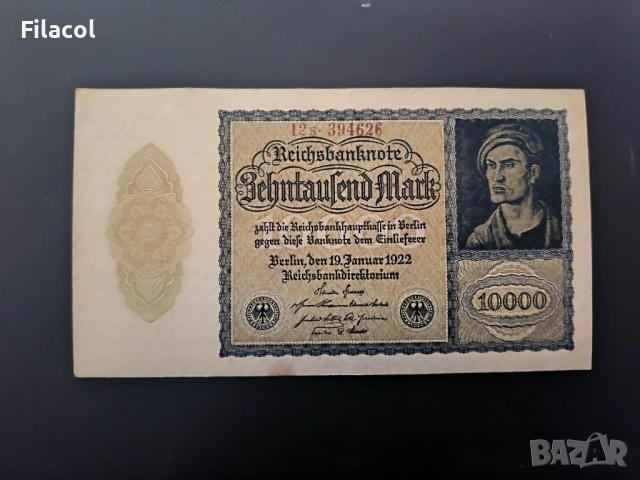 Filacol
12s· 394626
Reichsbanknote
Zehntausend Mark
zahlt die Reichsbankhauptkasse in Berlin
gegen diese Banknote dem Einlieferer
Berlin, den 19. Januar 1922
Reichsbankdirektorium
10000
BAZAR